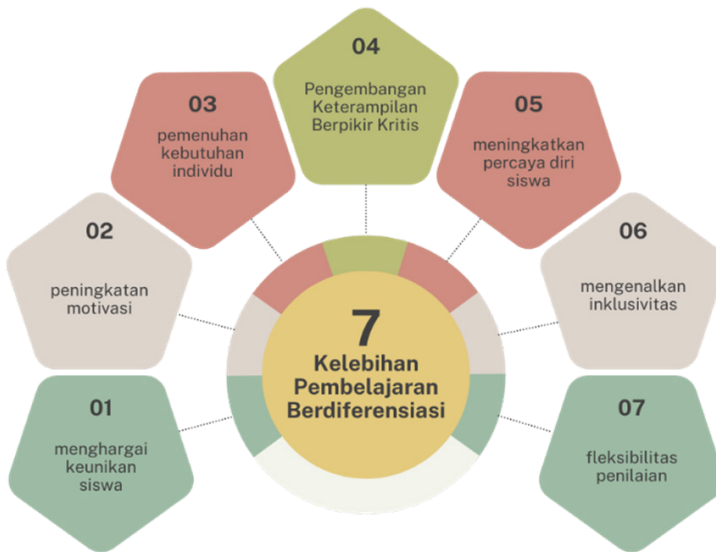 04
Pengembangan
Keterampilan
Berpikir Kritis
03
pemenuhan
kebutuhan
individu
05
meningkatkan
percaya diri
siswa
02
peningkatan
motivasi
06
mengenalkan
inklusivitas
7
Kelebihan
Pembelajaran
Berdiferensiasi
01
menghargai
keunikan
siswa
07
fleksibilitas
penilaian